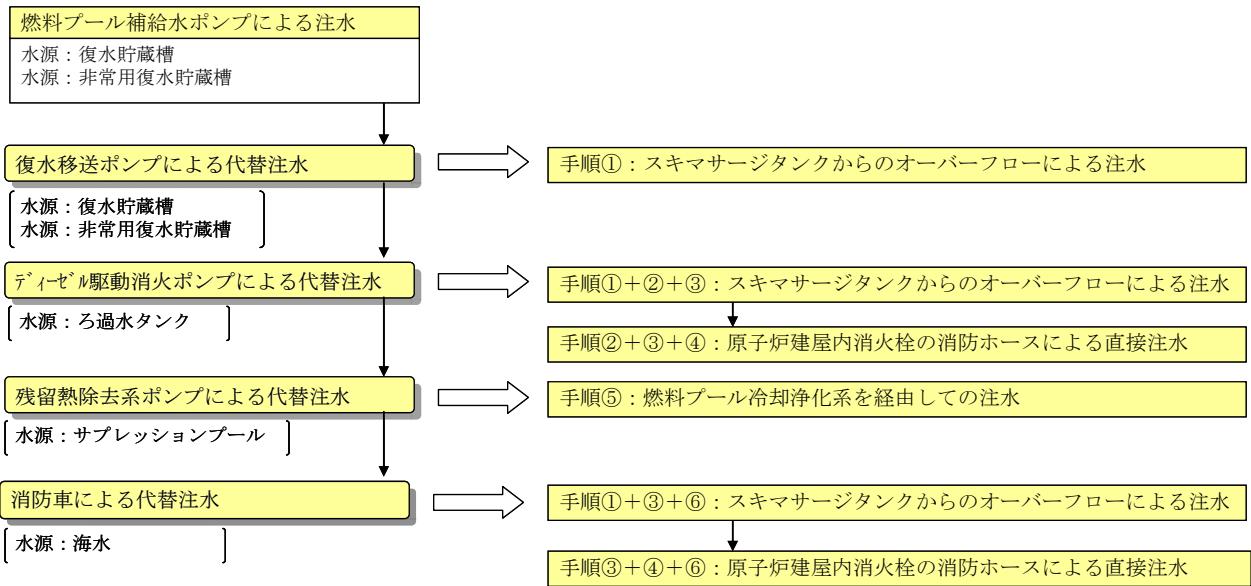 燃料プール補給水ポンプによる注水
水源：復水貯蔵槽
水源：非常用復水貯蔵槽
復水移送ポンプによる代替注水
手順①：スキマサージタンクからのオーバーフローによる注水
水源：復水貯蔵槽
水源：非常用復水貯蔵槽
ﾃﾞｨｰｾﾞﾙ駆動消火ポンプによる代替注水
手順①＋②＋③：スキマサージタンクからのオーバーフローによる注水
水源：ろ過水タンク
手順②＋③＋④：原子炉建屋内消火栓の消防ホースによる直接注水
残留熱除去系ポンプによる代替注水
手順⑤：燃料プール冷却浄化系を経由しての注水
水源：サプレッションプール
消防車による代替注水
手順①＋③＋⑥：スキマサージタンクからのオーバーフローによる注水
水源：海水
手順③＋④＋⑥：原子炉建屋内消火栓の消防ホースによる直接注水